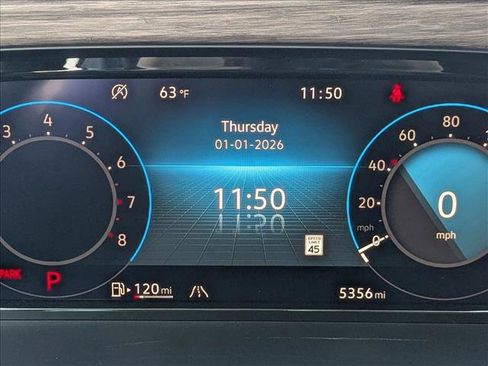 63 °F
11:50
Thursday
01-01-2026
11:50
SPEED LIMIT 45
3 4 5 6 7 8
PARK P
120 mi
0 20 40 60 80
mph
0
mph
5356 mi